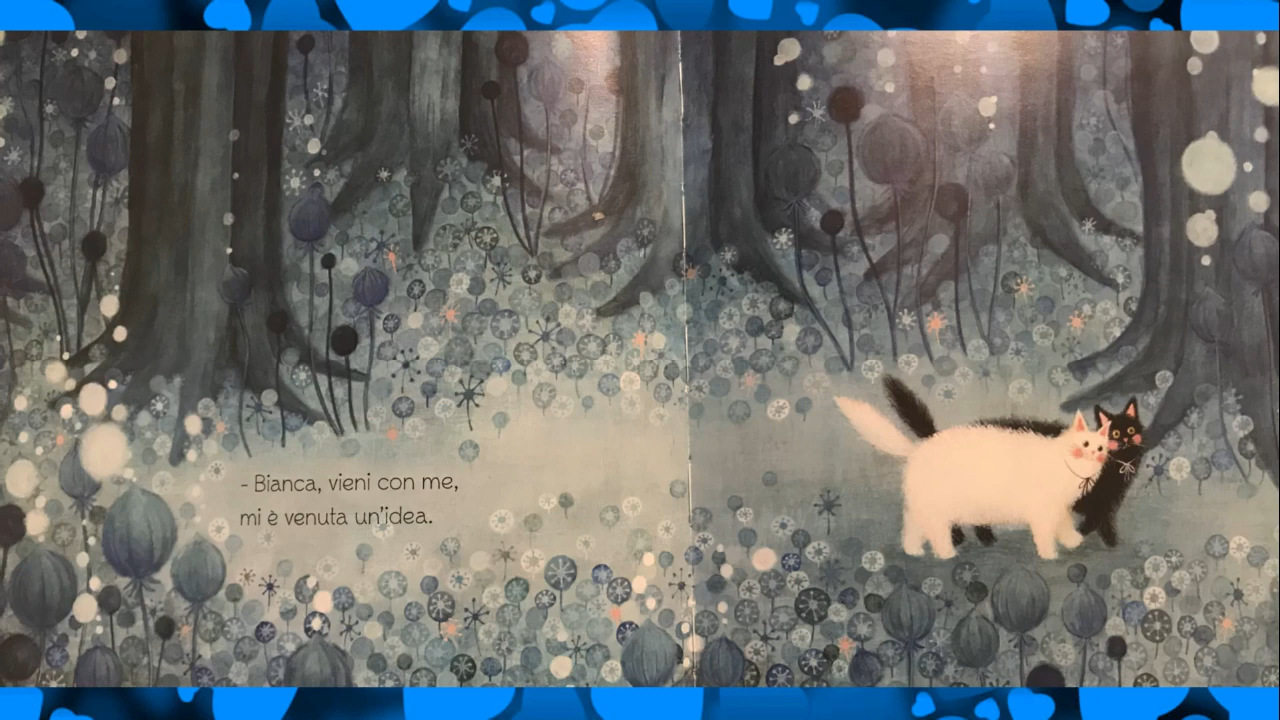 - Bianca, vieni con me,
mi è venuta un'idea.